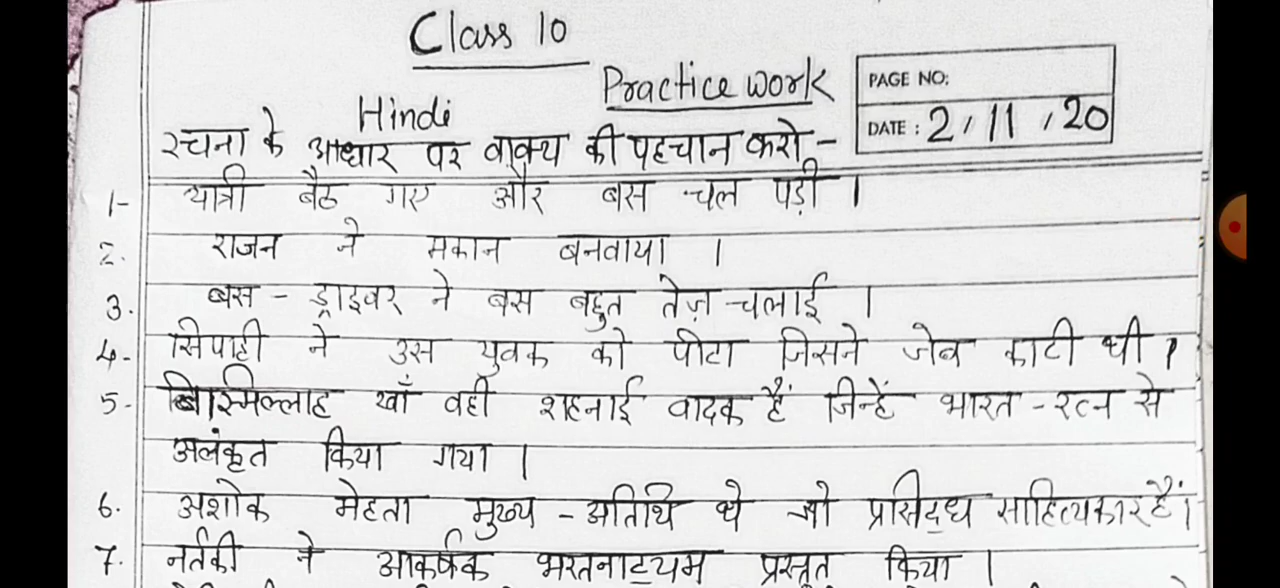 Class 10
Practice work
PAGE NO:
DATE: 2/11/20
Hindi
रचना के आधार पर वाक्य की पहचान करो -
1- यात्री बैठ गए और बस चल पड़ी ।
2. राजन ने मकान बनवाया ।
3. बस - ड्राइवर ने बस बहुत तेज़ चलाई ।
4- सिपाही ने उस युवक को पीटा जिसने जेब काटी थी ।
5- बिस्मिल्लाह खाँ वही शहनाई वादक हैं जिन्हें भारत - रत्न से
अलंकृत किया गया ।
6. अशोक मेहता मुख्य - अतिथि थे जो प्रसिद्ध साहित्यकार हैं ।
7. नर्तकी ने आकर्षक भरतनाट्यम प्रस्तुत किया ।